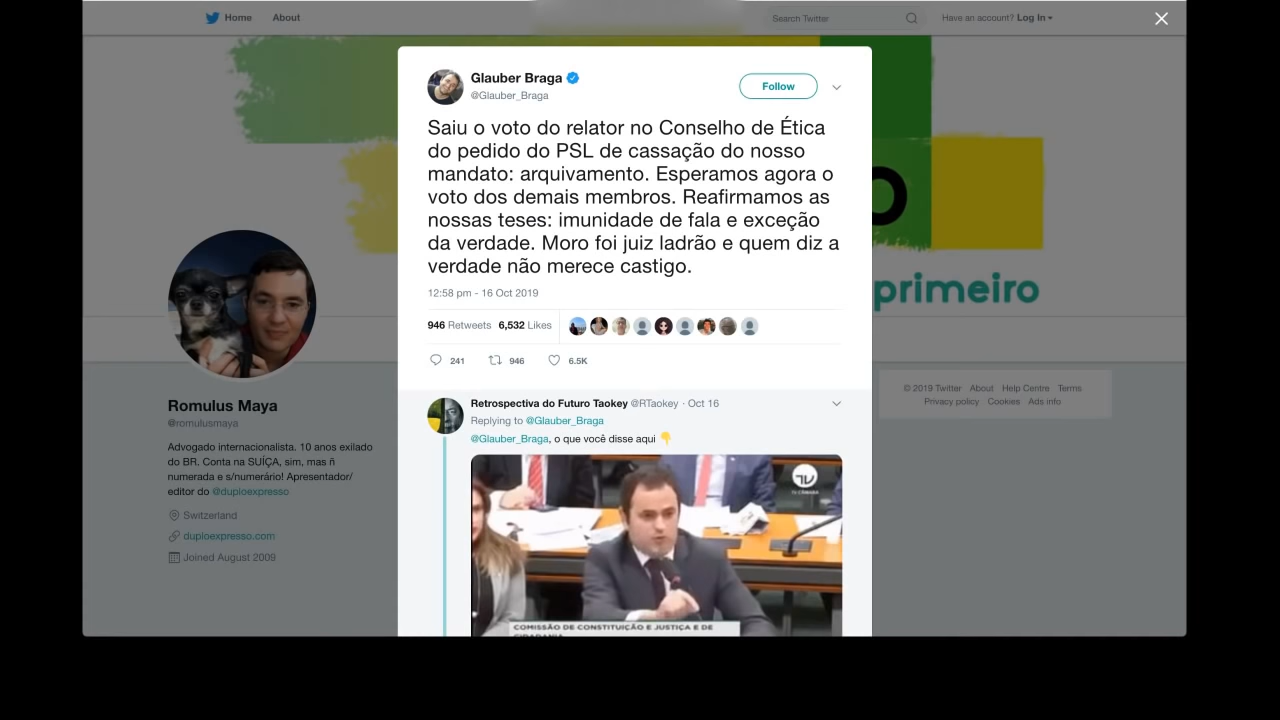 Home About
Search Twitter
Have an account? Log In
Glauber Braga
@Glauber_Braga
Follow
Saiu o voto do relator no Conselho de Ética
do pedido do PSL de cassação do nosso
mandato: arquivamento. Esperamos agora o
voto dos demais membros. Reafirmamos as
nossas teses: imunidade de fala e exceção
da verdade. Moro foi juiz ladrão e quem diz a
verdade não merece castigo.
12:58 pm - 16 Oct 2019
946 Retweets 6,532 Likes
241 946 6.5K
Retrospectiva do Futuro Taokey @RTaokey · Oct 16
Replying to @Glauber_Braga
@Glauber_Braga, o que você disse aqui 👇
TV CÂMARA
COMISSÃO DE CONSTITUIÇÃO E JUSTIÇA E DE
CIDADANIA
o
primeiro
Romulus Maya
@romulusmaya
Advogado internacionalista. 10 anos exilado
do BR. Conta na SUÍÇA, sim, mas ñ
numerada e s/numerário! Apresentador/
editor do @duploexpresso
Switzerland
duploexpresso.com
Joined August 2009
© 2019 Twitter About Help Centre Terms
Privacy policy Cookies Ads info